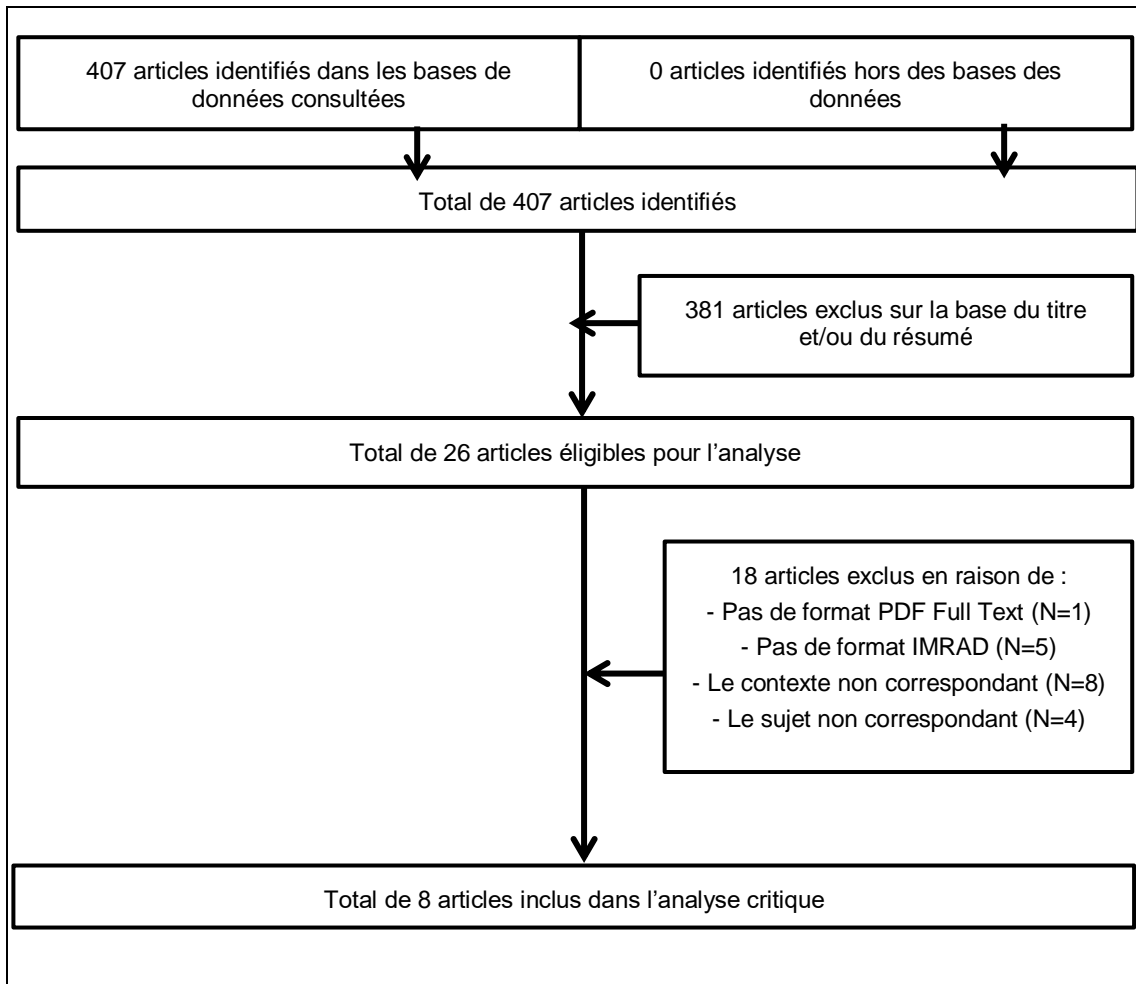 407 articles identifiés dans les bases de
données consultées
0 articles identifiés hors des bases des
données
Total de 407 articles identifiés
381 articles exclus sur la base du titre
et/ou du résumé
Total de 26 articles éligibles pour l’analyse
18 articles exclus en raison de :
- Pas de format PDF Full Text (N=1)
- Pas de format IMRAD (N=5)
- Le contexte non correspondant (N=8)
- Le sujet non correspondant (N=4)
Total de 8 articles inclus dans l’analyse critique